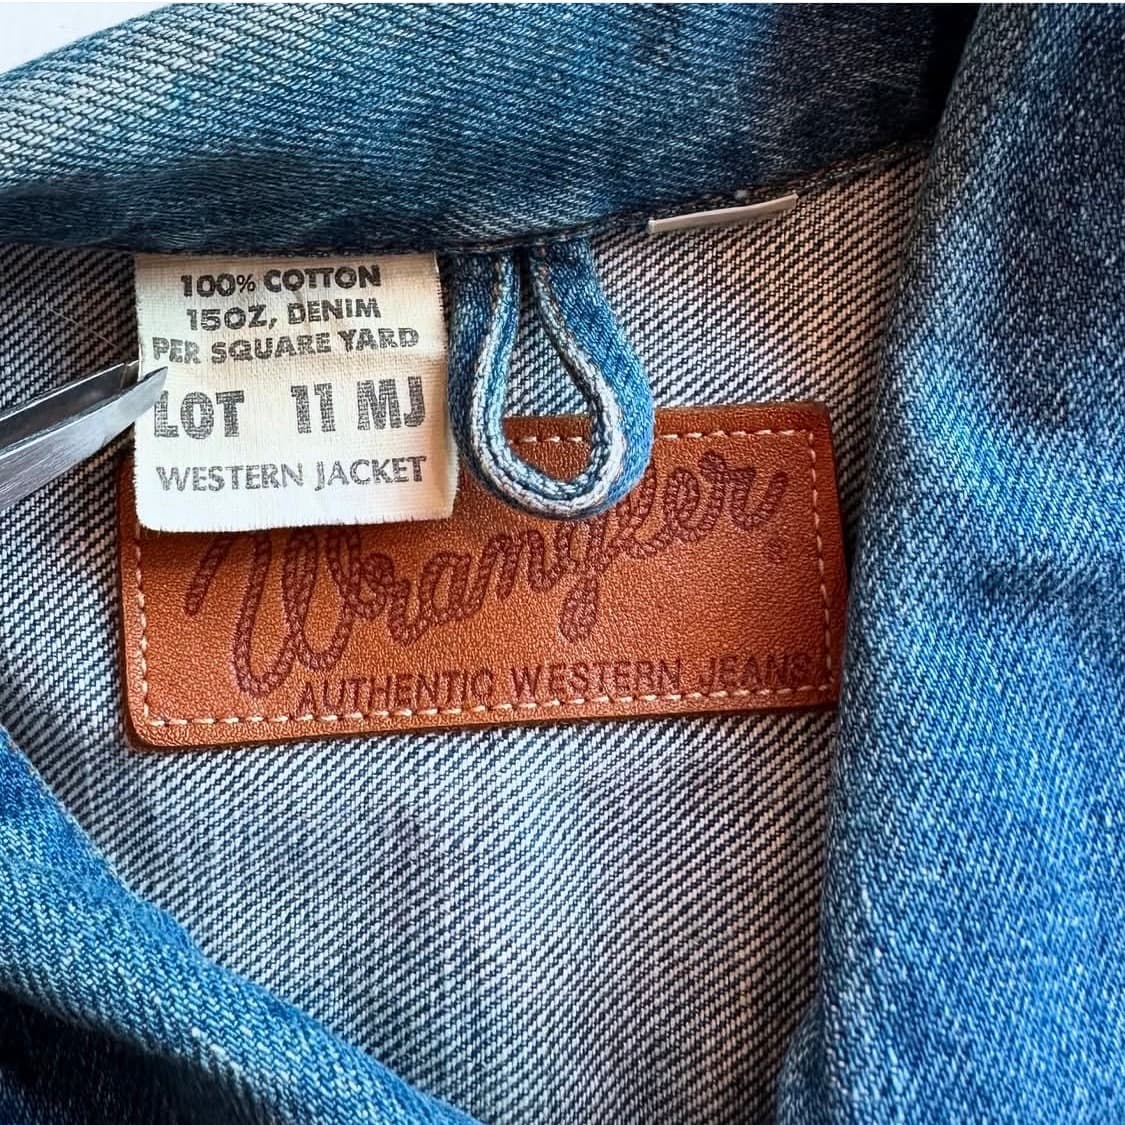 100% COTTON
15OZ, DENIM
PER SQUARE YARD
LOT 11 MJ
WESTERN JACKET
Wrangler
AUTHENTIC WESTERN JEANS